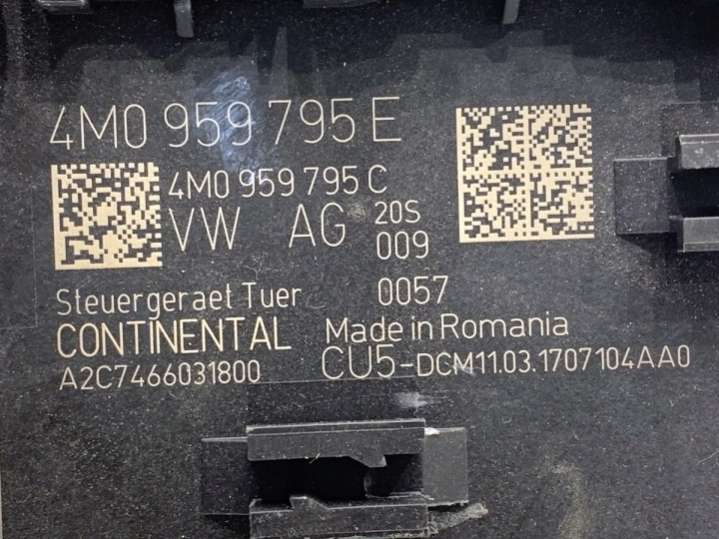 4M0 959 795 E
4M0 959 795 C
VW AG 20S
009
Steuergeraet Tuer 0057
CONTINENTAL Made in Romania
A2C7466031800 CU5-DCM11.03.1707104AA0